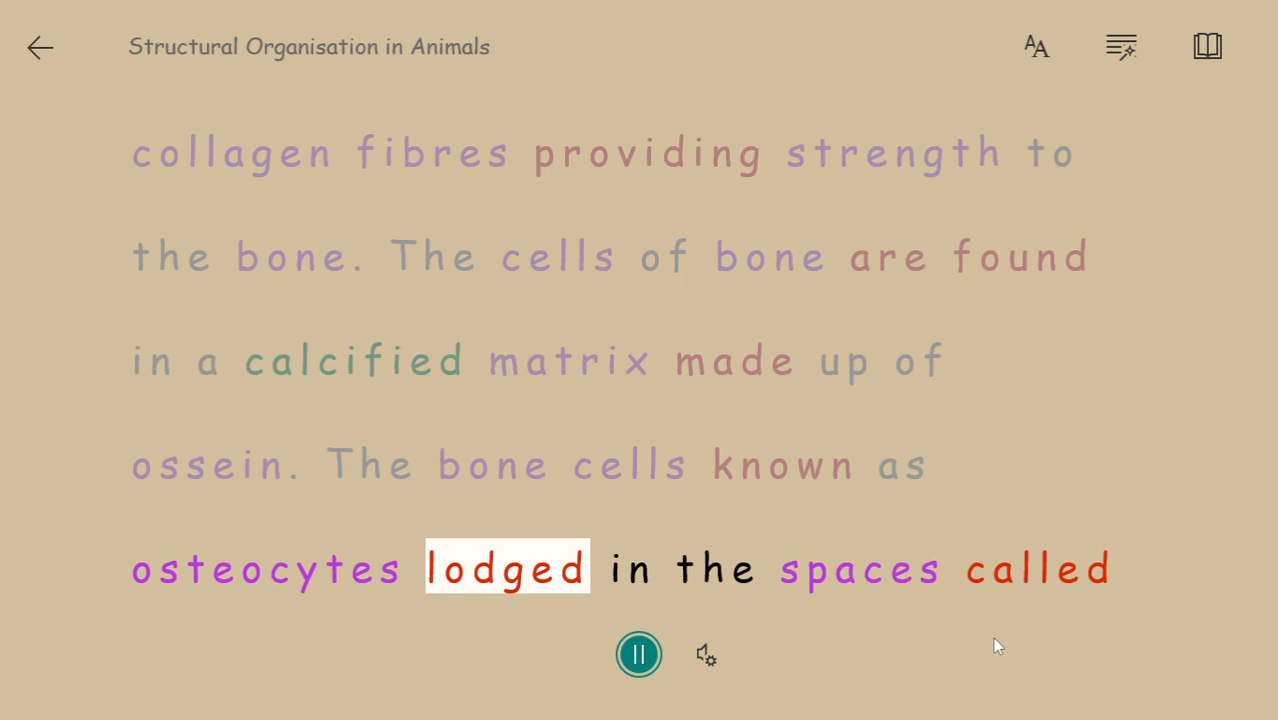 Structural Organisation in Animals
collagen fibres providing strength to
the bone. The cells of bone are found
in a calcified matrix made up of
ossein. The bone cells known as
osteocytes lodged in the spaces called